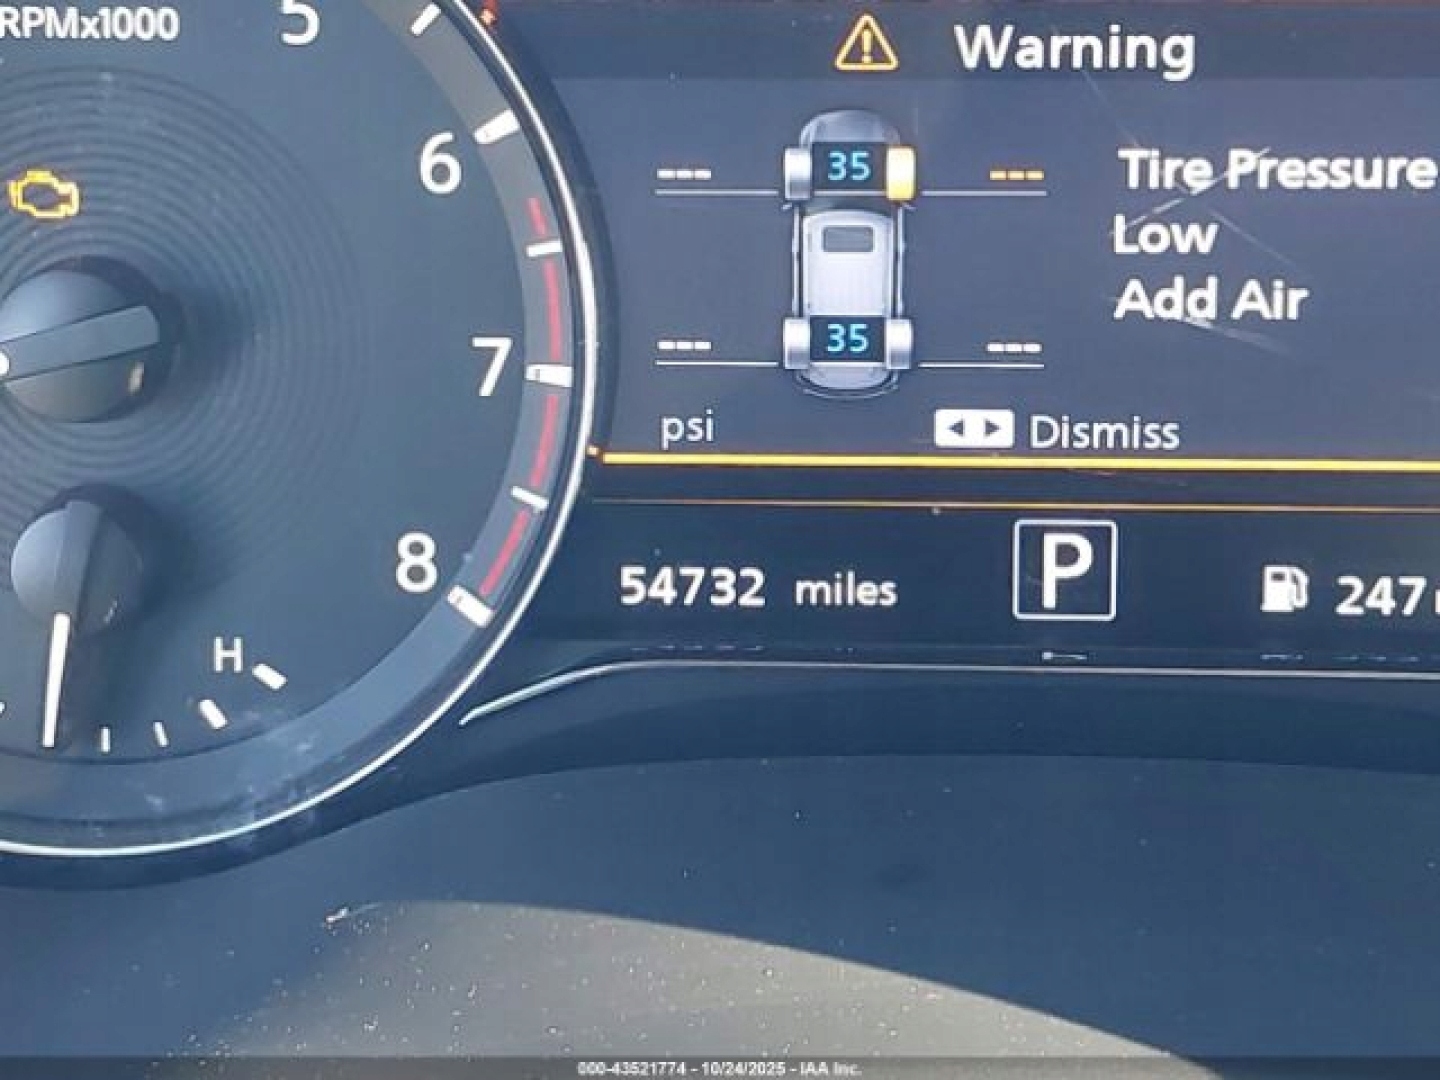 RPMx1000
5
6
7
8
H
Warning
35
--- ---
Tire Pressure
Low
Add Air
35
--- ---
psi
Dismiss
54732 miles
P
247
000-43521774 - 10/24/2025 - IAA Inc.